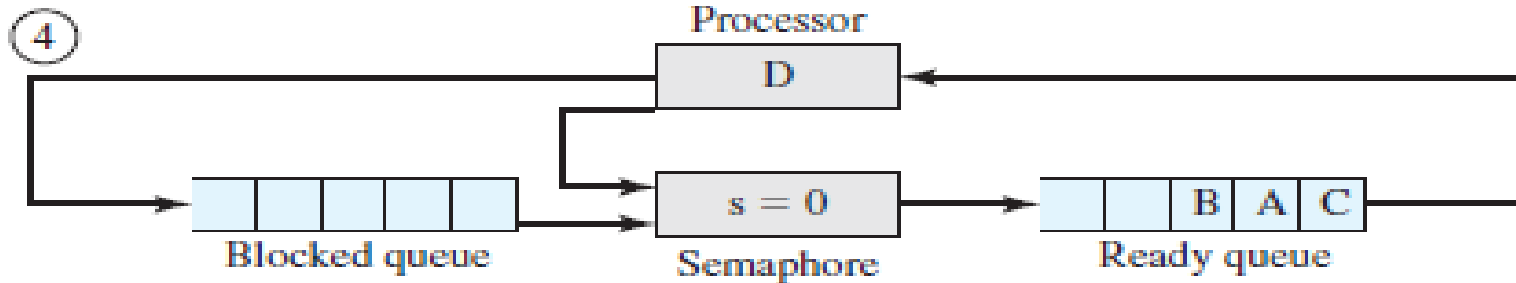 4
Processor
D
s = 0
B A C
Blocked queue
Semaphore
Ready queue